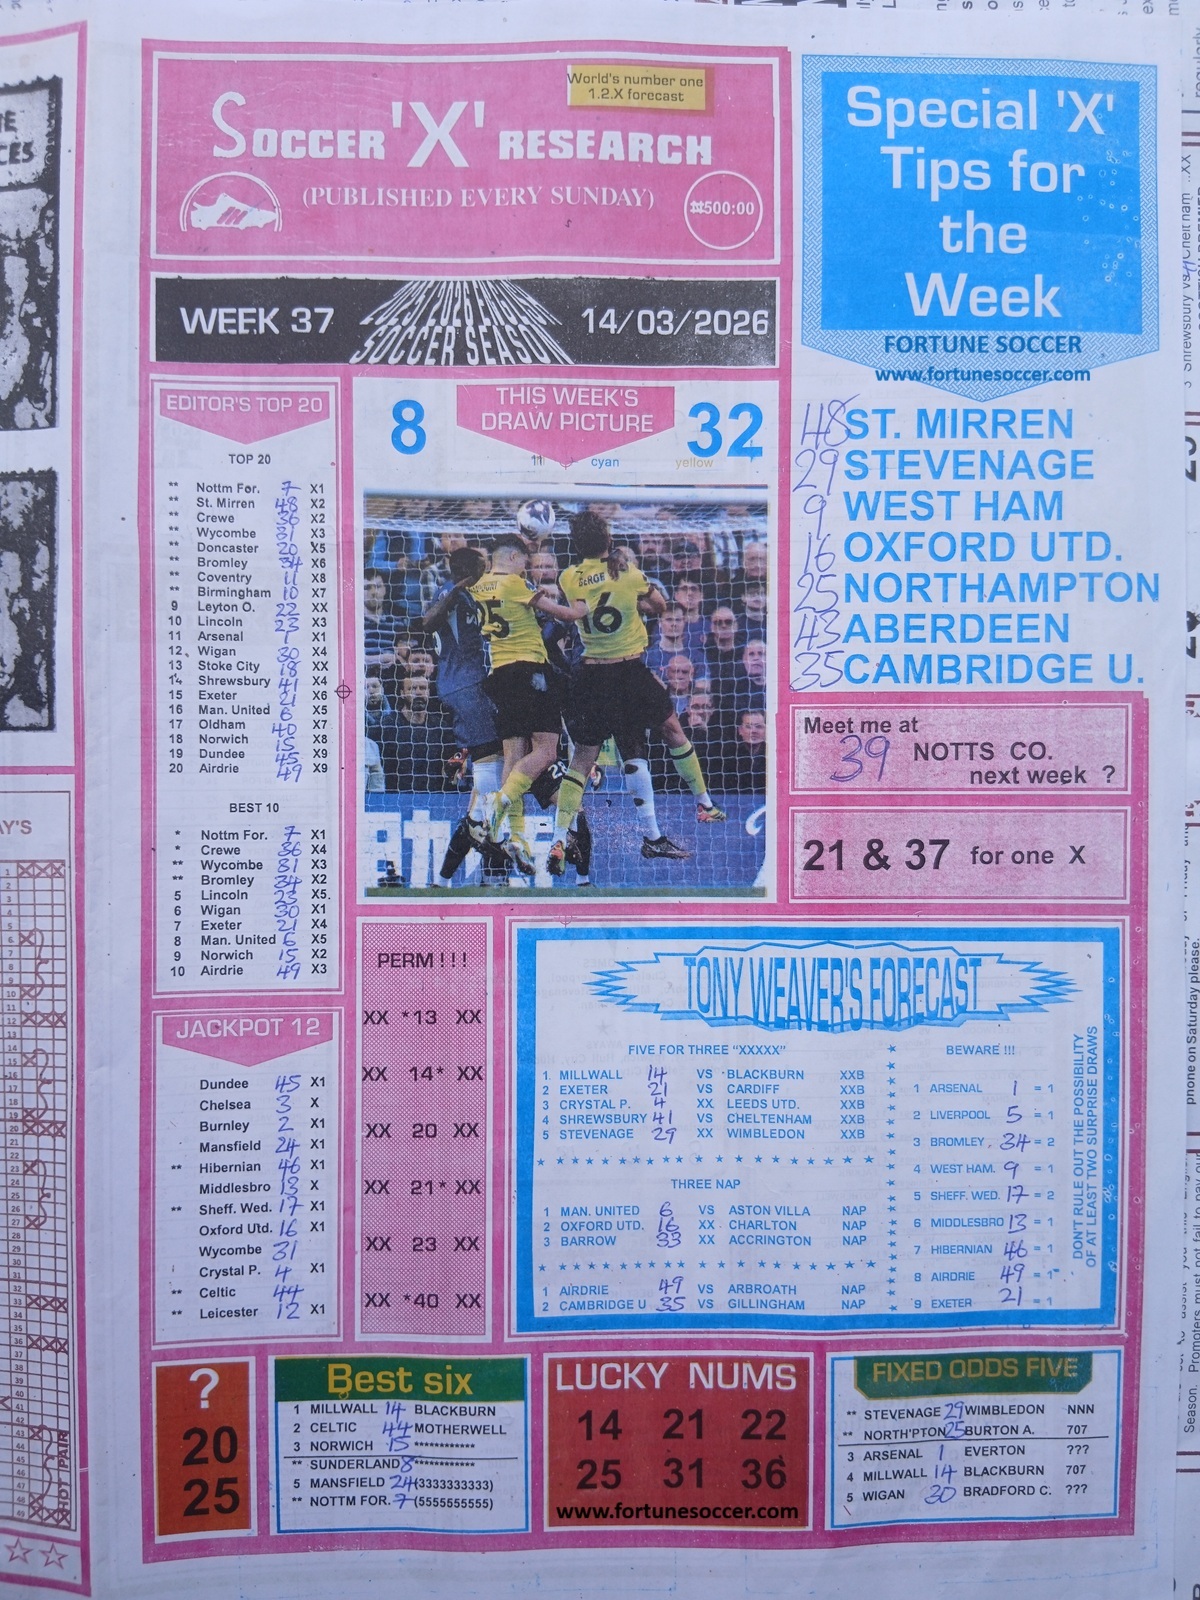 World's number one
1.2.X forecast
SOCCER 'X' RESEARCH
(PUBLISHED EVERY SUNDAY)
₦500:00
WEEK 37
2025/2026 ENGLISH
SOCCER SEASON
14/03/2026
Special 'X'
Tips for
the
Week
FORTUNE SOCCER
www.fortunesoccer.com
48 ST. MIRREN
29 STEVENAGE
9 WEST HAM
16 OXFORD UTD.
25 NORTHAMPTON
43 ABERDEEN
35 CAMBRIDGE U.
Meet me at
39 NOTTS CO.
next week ?
21 & 37 for one X
EDITOR'S TOP 20
TOP 20
** Nottm For. 7 X1
** St. Mirren 48 X2
** Crewe 36 X2
** Wycombe 31 X3
** Doncaster 20 X5
** Bromley 34 X6
** Coventry 11 X8
** Birmingham 10 X7
9 Leyton O. 22 XX
10 Lincoln 23 X3
11 Arsenal 1 X1
12 Wigan 30 X4
13 Stoke City 18 XX
14 Shrewsbury 41 X4
15 Exeter 21 X6
16 Man. United 6 X5
17 Oldham 40 X7
18 Norwich 15 X8
19 Dundee 45 X9
20 Airdrie 49 X9
BEST 10
* Nottm For. 7 X1
* Crewe 36 X4
** Wycombe 31 X3
** Bromley 34 X2
5 Lincoln 23 X5.
6 Wigan 30 X1
7 Exeter 21 X4
8 Man. United 6 X5
9 Norwich 15 X2
10 Airdrie 49 X3
8
THIS WEEK'S
DRAW PICTURE
32
cyan
yellow
BERGE
25
16
JACKPOT 12
Dundee 45 X1
Chelsea 3 X
Burnley 2 X1
Mansfield 24 X1
** Hibernian 46 X1
Middlesbro 13 X
** Sheff. Wed. 17 X1
Oxford Utd. 16 X1
Wycombe 31
Crystal P. 4 X1
** Celtic 44
** Leicester 12 X1
PERM ! ! !
XX *13 XX
XX 14* XX
XX 20 XX
XX 21* XX
XX 23 XX
XX *40 XX
TONY WEAVER'S FORECAST
FIVE FOR THREE "XXXXX"
1. MILLWALL 14 VS BLACKBURN XXB
2 EXETER 21 VS CARDIFF XXB
3 CRYSTAL P. 4 XX LEEDS UTD. XXB
4 SHREWSBURY 41 VS CHELTENHAM XXB
5 STEVENAGE 29 XX WIMBLEDON XXB
THREE NAP
1 MAN. UNITED 6 VS ASTON VILLA NAP
2 OXFORD UTD. 16 XX CHARLTON NAP
3 BARROW 33 XX ACCRINGTON NAP
1 AIRDRIE 49 VS ARBROATH NAP
2 CAMBRIDGE U 35 VS GILLINGHAM NAP
BEWARE !!!
1 ARSENAL 1 = 1
2 LIVERPOOL 5 = 1
3 BROMLEY 34 = 2
4 WEST HAM. 9 = 1
5 SHEFF. WED. 17 = 2
6 MIDDLESBRO 13 = 1
7 HIBERNIAN 46 = 1
8 AIRDRIE 49 = 1
9 EXETER 21 = 1
DON'T RULE OUT THE POSSIBILITY
OF AT LEAST TWO SURPRISE DRAWS
?
20
25
Best six
1 MILLWALL 14 BLACKBURN
2 CELTIC 44 MOTHERWELL
3 NORWICH 15 ************
** SUNDERLAND 8 ************
5 MANSFIELD 24 (3333333333)
** NOTTM FOR. 7 (5555555555)
LUCKY NUMS
14 21 22
25 31 36
www.fortunesoccer.com
FIXED ODDS FIVE
** STEVENAGE 29 WIMBLEDON NNN
** NORTH'PTON 25 BURTON A. 707
3 ARSENAL 1 EVERTON ???
4 MILLWALL 14 BLACKBURN 707
5 WIGAN 30 BRADFORD C. ???
HOT PAIR
phone on Saturday please.